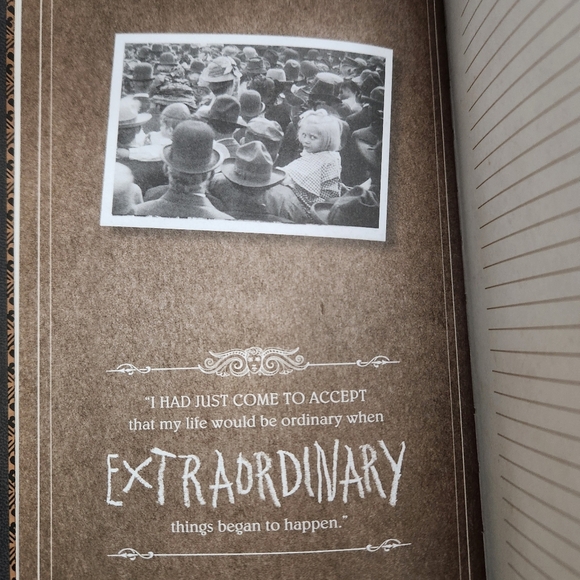 "I HAD JUST COME TO ACCEPT
that my life would be ordinary when
EXTRAORDINARY
things began to happen."